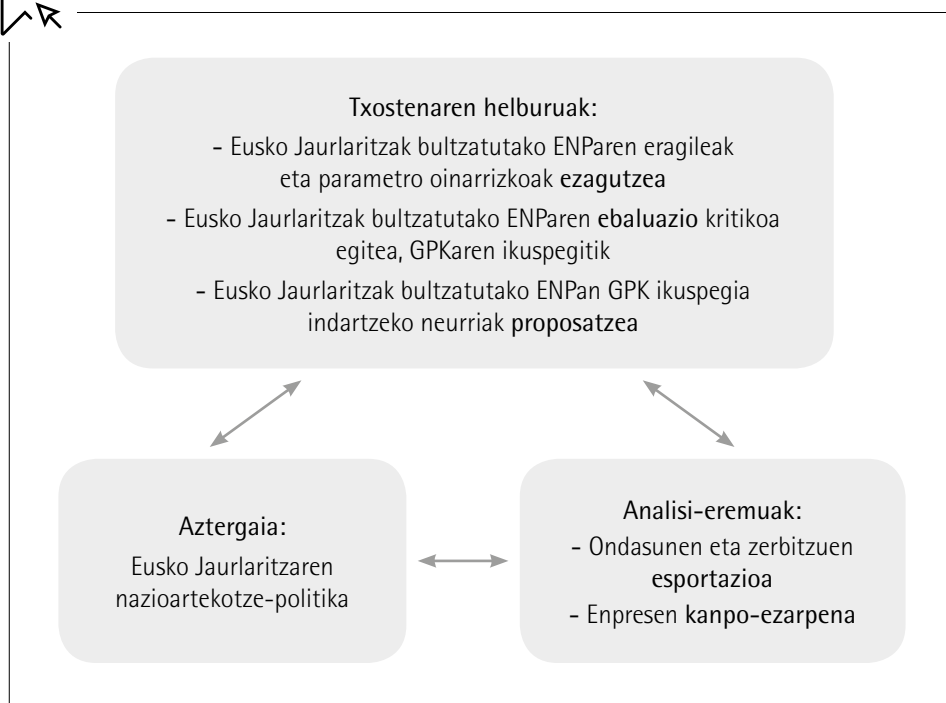 Txostenaren helburuak:
- Eusko Jaurlaritzak bultzatutako ENParen eragileak
eta parametro oinarrizkoak ezagutzea
- Eusko Jaurlaritzak bultzatutako ENParen ebaluazio kritikoa
egitea, GPKaren ikuspegitik
- Eusko Jaurlaritzak bultzatutako ENPan GPK ikuspegia
indartzeko neurriak proposatzea
Aztergaia:
Eusko Jaurlaritzaren
nazioartekotze-politika
Analisi-eremuak:
- Ondasunen eta zerbitzuen
esportazioa
- Enpresen kanpo-ezarpena